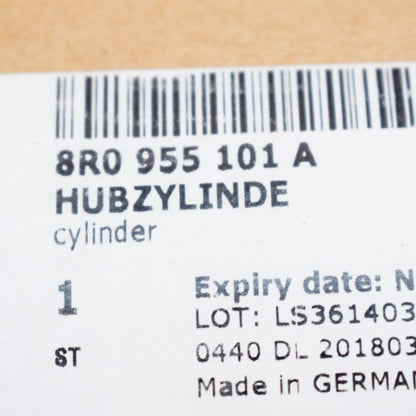 8R0 955 101 A
HUBZYLINDE
cylinder
1
Expiry date: N
LOT: LS361403
ST
0440 DL 201803
Made in GERMAN